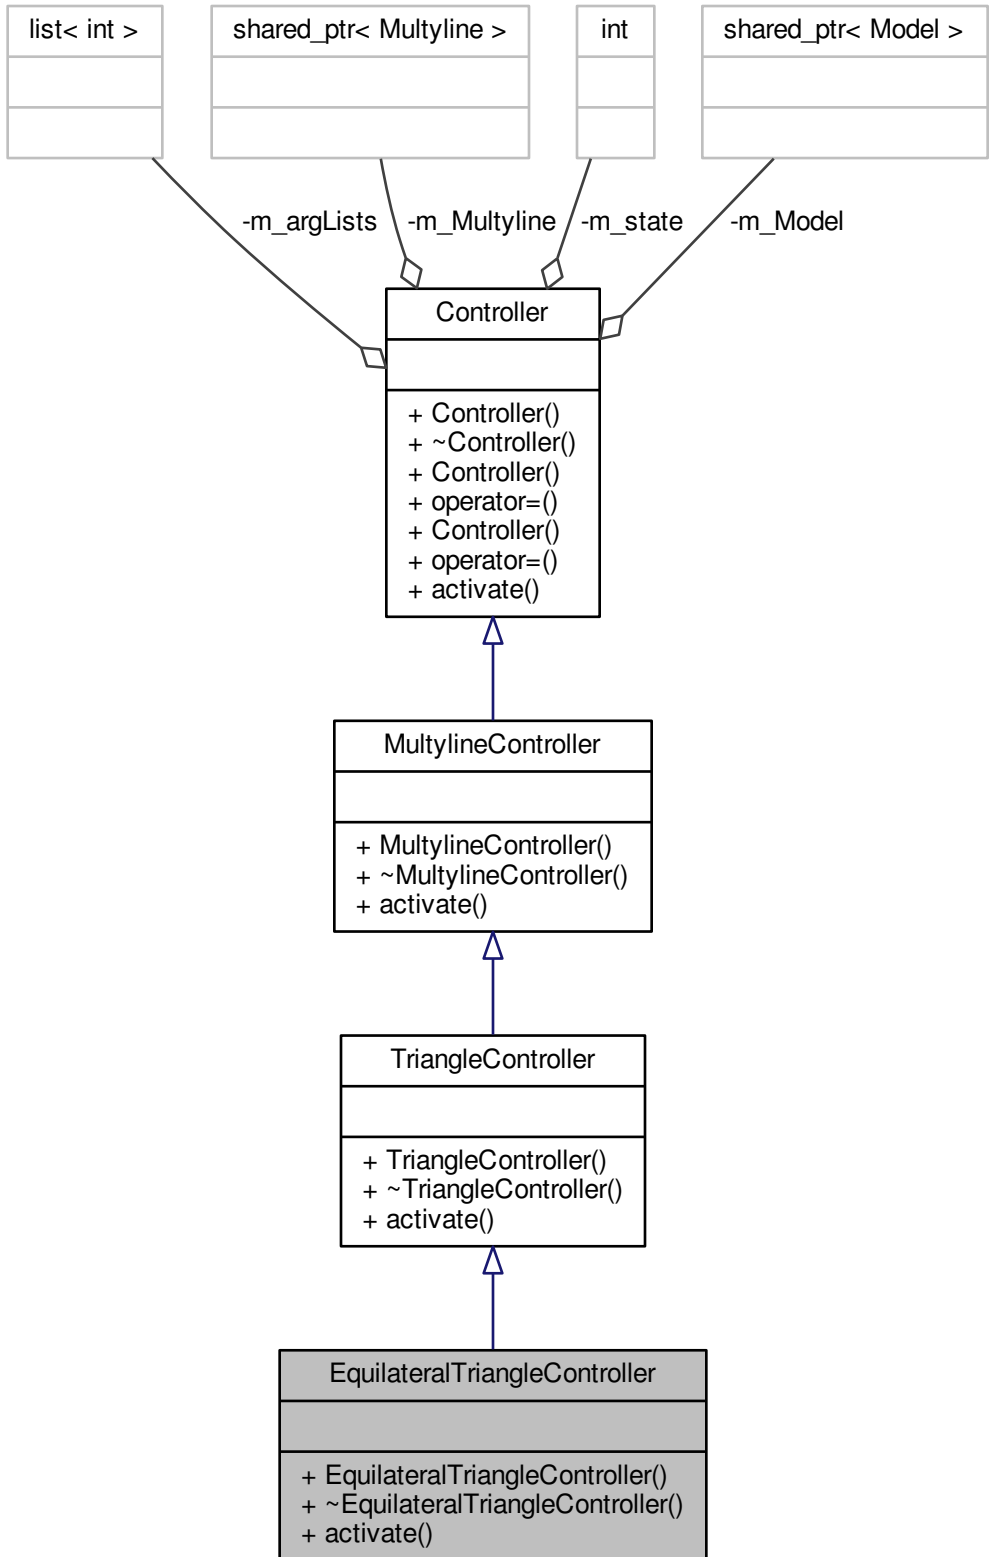 list< int >
shared_ptr< Multyline >
int
shared_ptr< Model >
-m_argLists
-m_Multyline
-m_state
-m_Model
Controller
+ Controller()
+ ~Controller()
+ Controller()
+ operator=()
+ Controller()
+ operator=()
+ activate()
MultylineController
+ MultylineController()
+ ~MultylineController()
+ activate()
TriangleController
+ TriangleController()
+ ~TriangleController()
+ activate()
EquilateralTriangleController
+ EquilateralTriangleController()
+ ~EquilateralTriangleController()
+ activate()